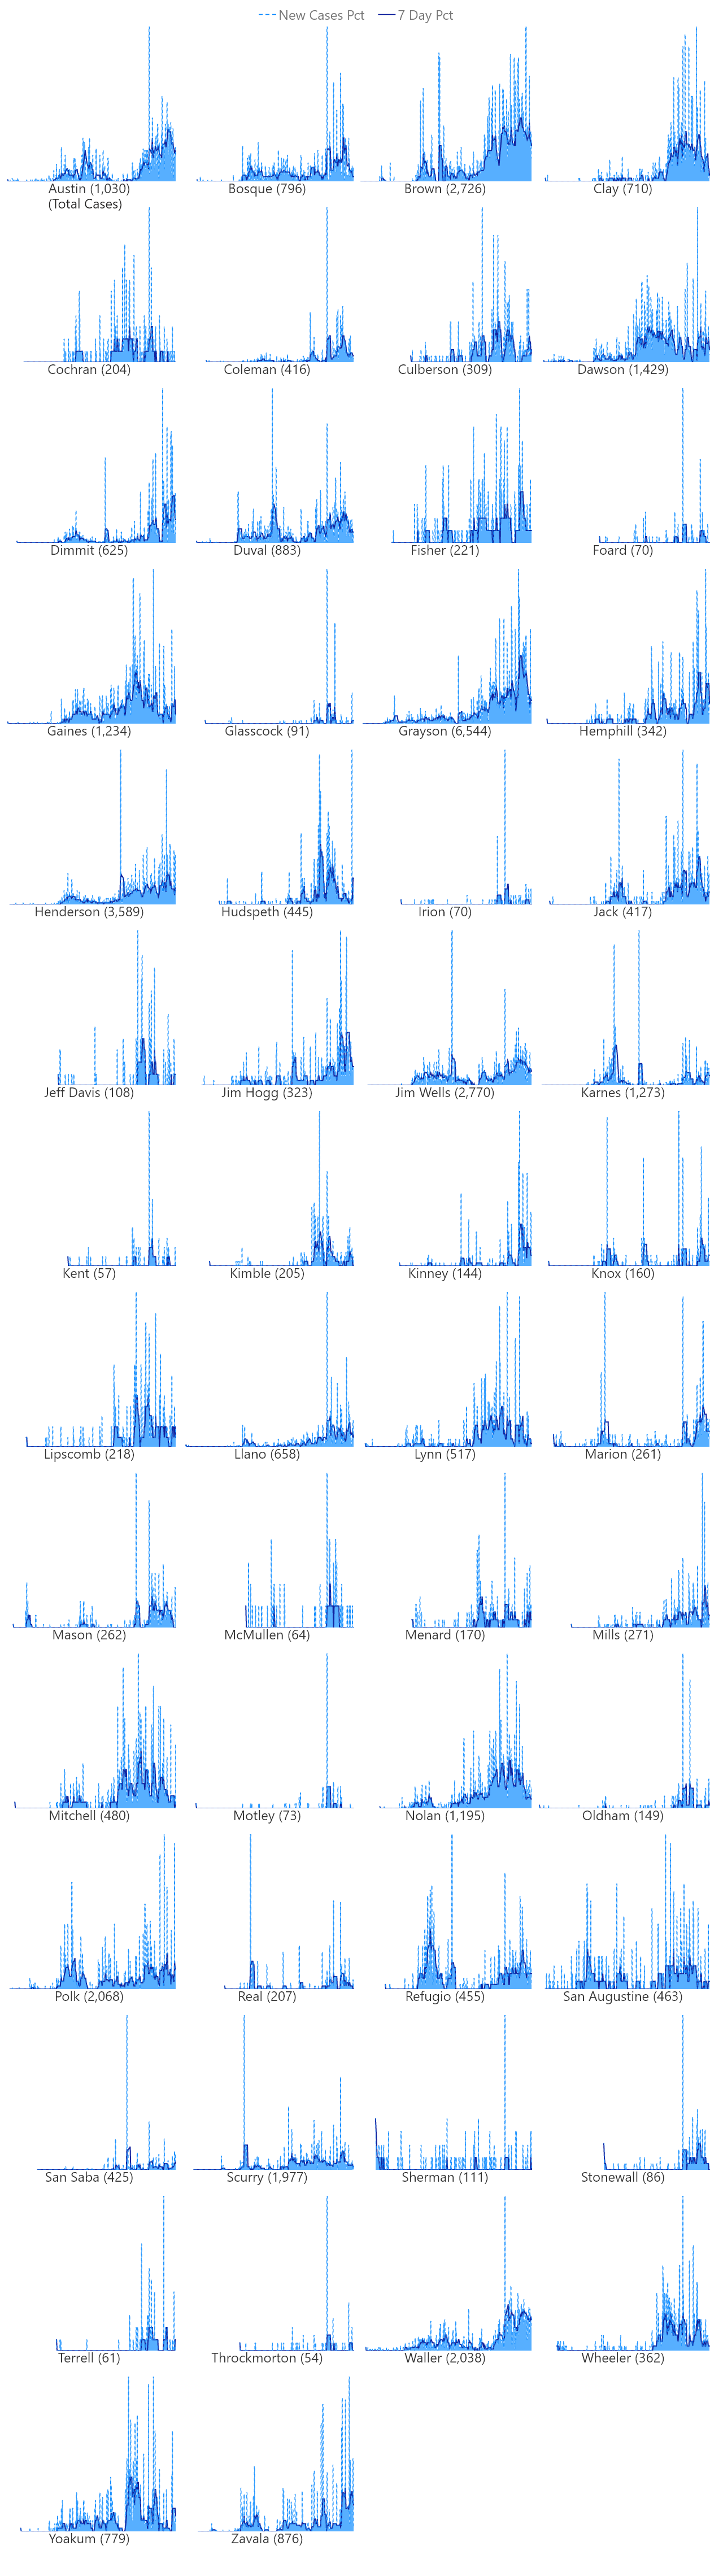 New Cases Pct 7 Day Pct
Austin (1,030) Bosque (796) Brown (2,726) Clay (710)
(Total Cases)
Cochran (204) Coleman (416) Culberson (309) Dawson (1,429)
Dimmit (625) Duval (883) Fisher (221) Foard (70)
Gaines (1,234) Glasscock (91) Grayson (6,544) Hemphill (342)
Henderson (3,589) Hudspeth (445) Irion (70) Jack (417)
Jeff Davis (108) Jim Hogg (323) Jim Wells (2,770) Karnes (1,273)
Kent (57) Kimble (205) Kinney (144) Knox (160)
Lipscomb (218) Llano (658) Lynn (517) Marion (261)
Mason (262) McMullen (64) Menard (170) Mills (271)
Mitchell (480) Motley (73) Nolan (1,195) Oldham (149)
Polk (2,068) Real (207) Refugio (455) San Augustine (463)
San Saba (425) Scurry (1,977) Sherman (111) Stonewall (86)
Terrell (61) Throckmorton (54) Waller (2,038) Wheeler (362)
Yoakum (779) Zavala (876)